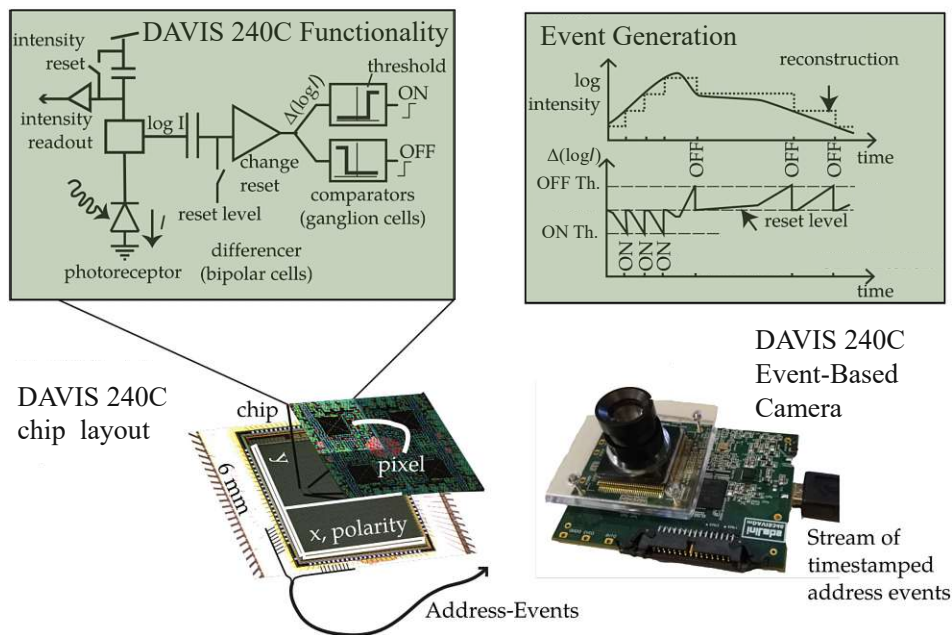 DAVIS 240C Functionality
intensity
reset
threshold
ON
intensity
readout
log I
Δ(logI)
OFF
change
reset
reset level
comparators
(ganglion cells)
I
differencer
(bipolar cells)
photoreceptor
Event Generation
log
intensity
reconstruction
time
Δ(logI)
OFF
OFF
OFF
OFF Th.
reset level
ON Th.
ON
ON
ON
time
DAVIS 240C
chip layout
chip
pixel
y
6 mm
x, polarity
Address-Events
DAVIS 240C
Event-Based
Camera
Stream of
timestamped
address events